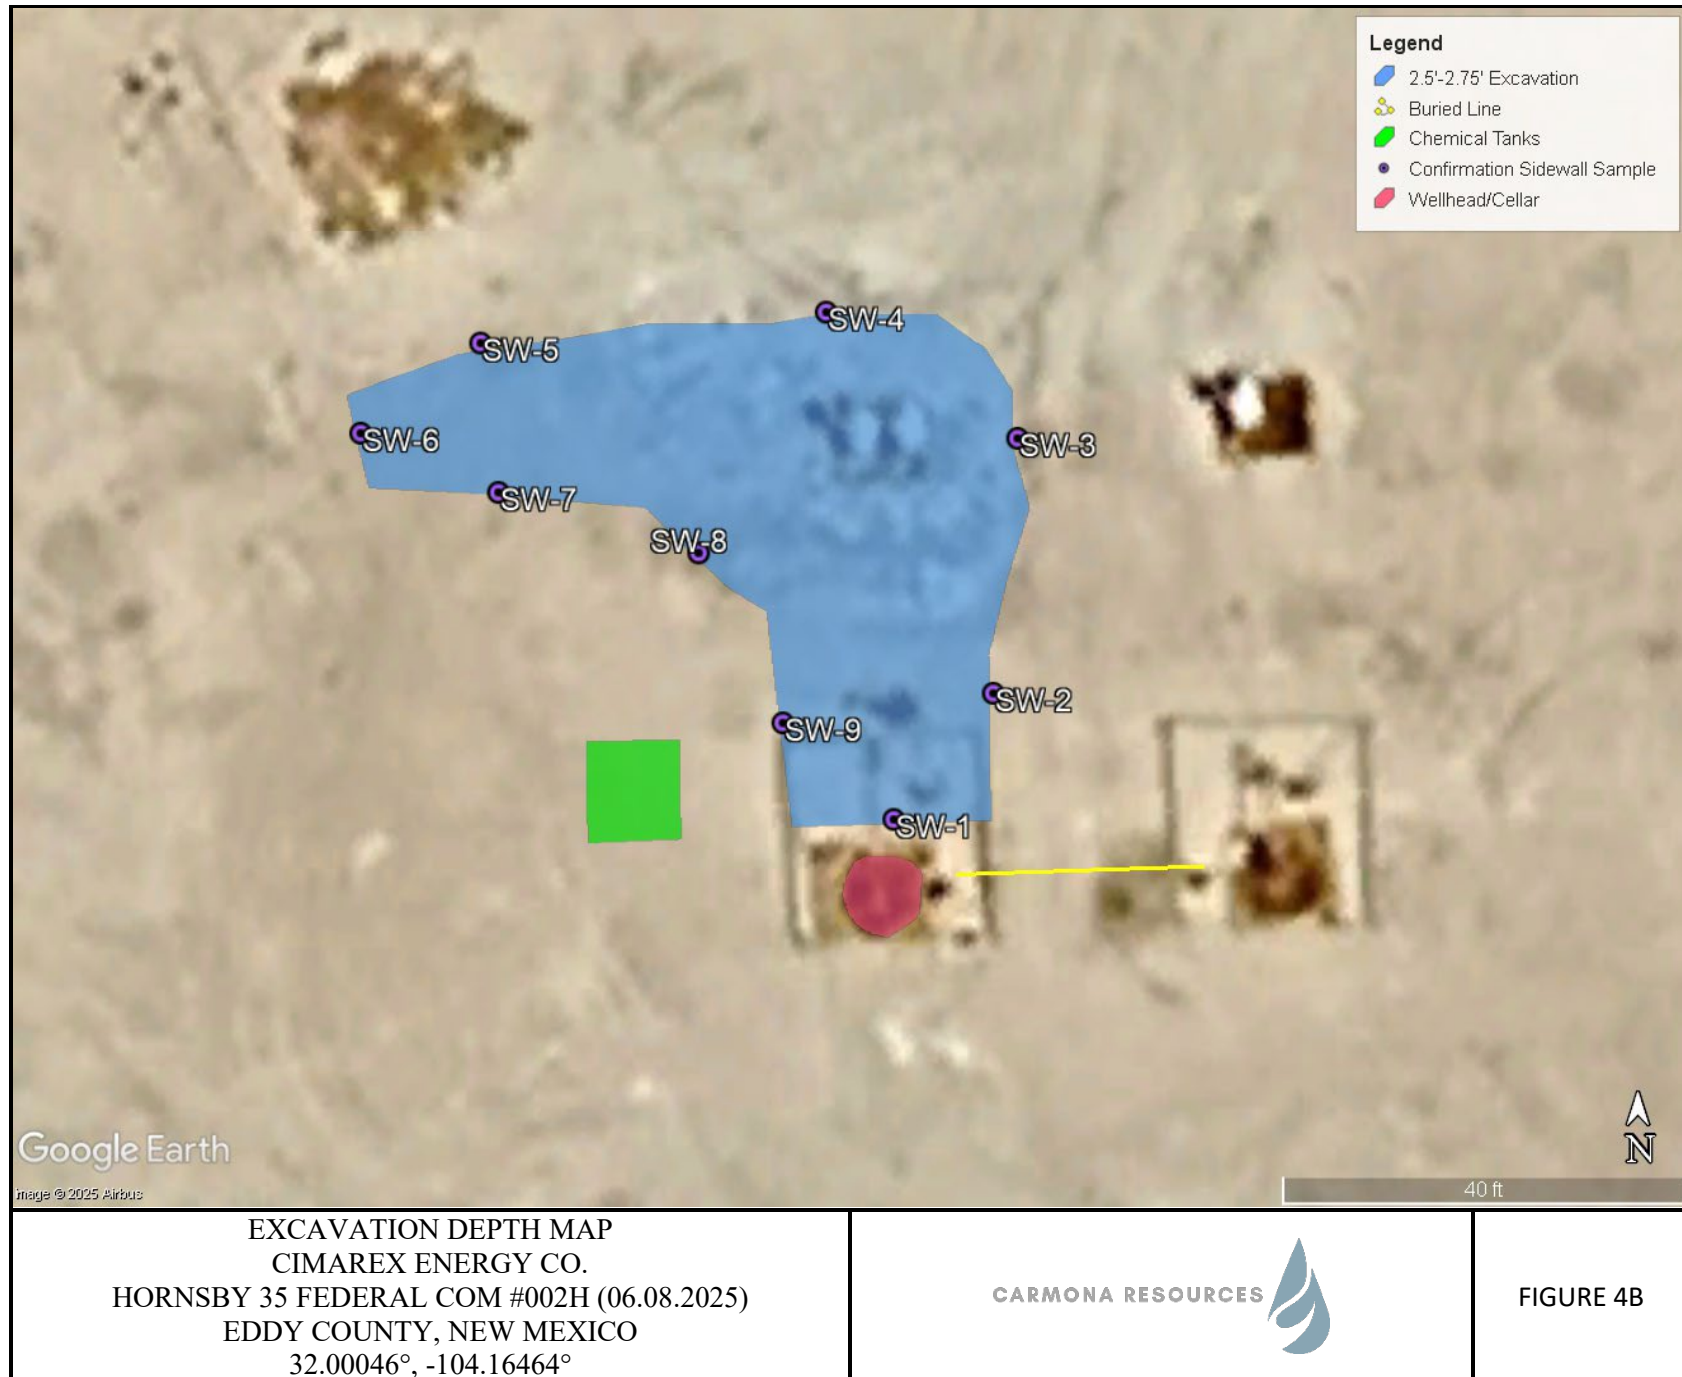 Legend
2.5'-2.75' Excavation
Buried Line
Chemical Tanks
Confirmation Sidewall Sample
Wellhead/Cellar
SW-4
SW-5
SW-6
SW-3
SW-7
SW-8
SW-2
SW-9
SW-1
Google Earth
Image © 2025 Airbus
N
40 ft
EXCAVATION DEPTH MAP
CIMAREX ENERGY CO.
HORNSBY 35 FEDERAL COM #002H (06.08.2025)
EDDY COUNTY, NEW MEXICO
32.00046°, -104.16464°
CARMONA RESOURCES
FIGURE 4B